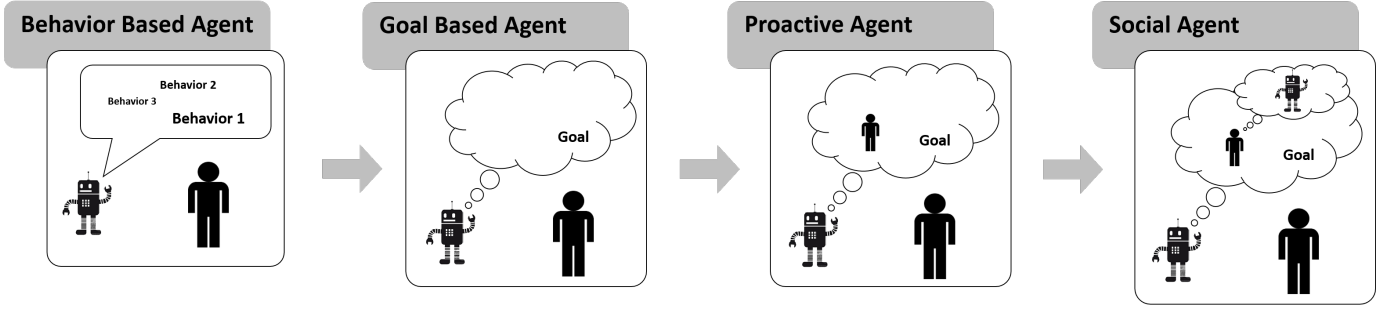 Behavior Based Agent
Behavior 2
Behavior 3
Behavior 1
Goal Based Agent
Goal
Proactive Agent
Goal
Social Agent
Goal